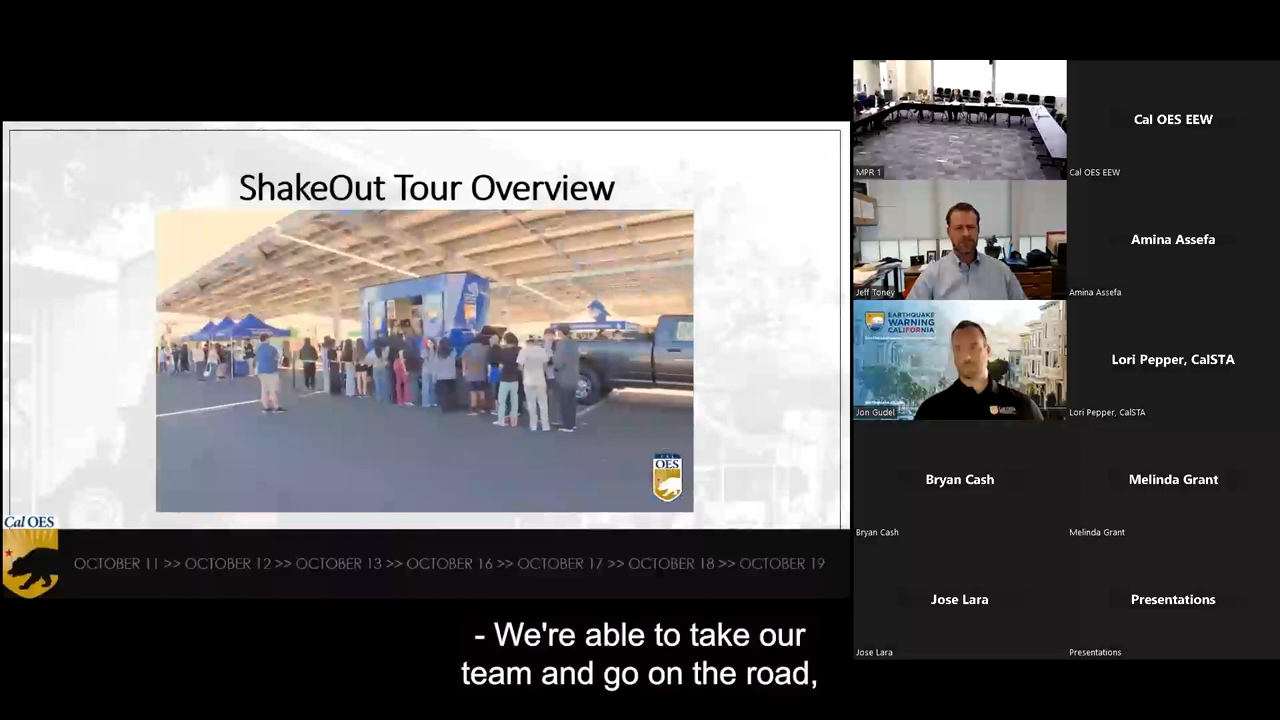 ShakeOut Tour Overview
OES
Cal OES
OCTOBER 11 >> OCTOBER 12 >> OCTOBER 13 >> OCTOBER 16 >> OCTOBER 17 >> OCTOBER 18 >> OCTOBER 19
- We're able to take our
team and go on the road,
MPR 1
Cal OES EEW
Cal OES EEW
Jeff Toney
Amina Assefa
Amina Assefa
EARTHQUAKE
WARNING
CALIFORNIA
Jon Gudel
Lori Pepper, CalSTA
Lori Pepper, CalSTA
Bryan Cash
Bryan Cash
Melinda Grant
Melinda Grant
Jose Lara
Jose Lara
Presentations
Presentations